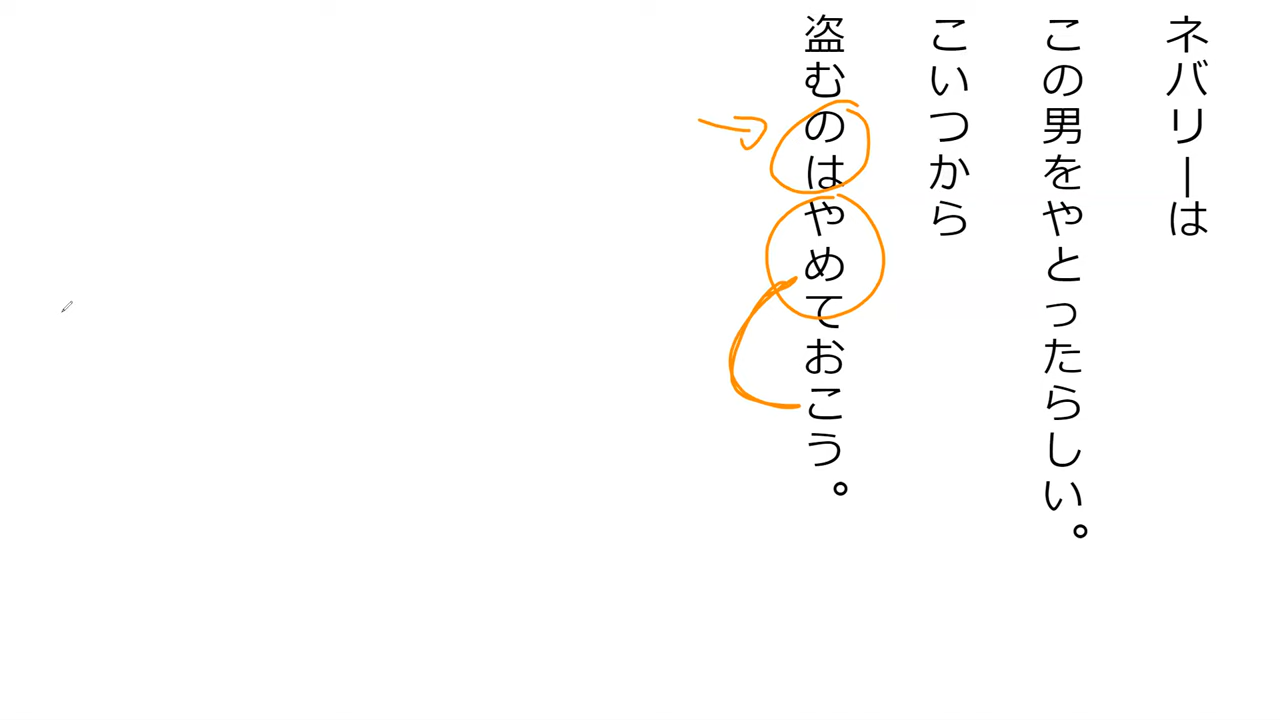 ネバリーは
この男をやとったらしい。
こいつから
盗むのはやめておこう。